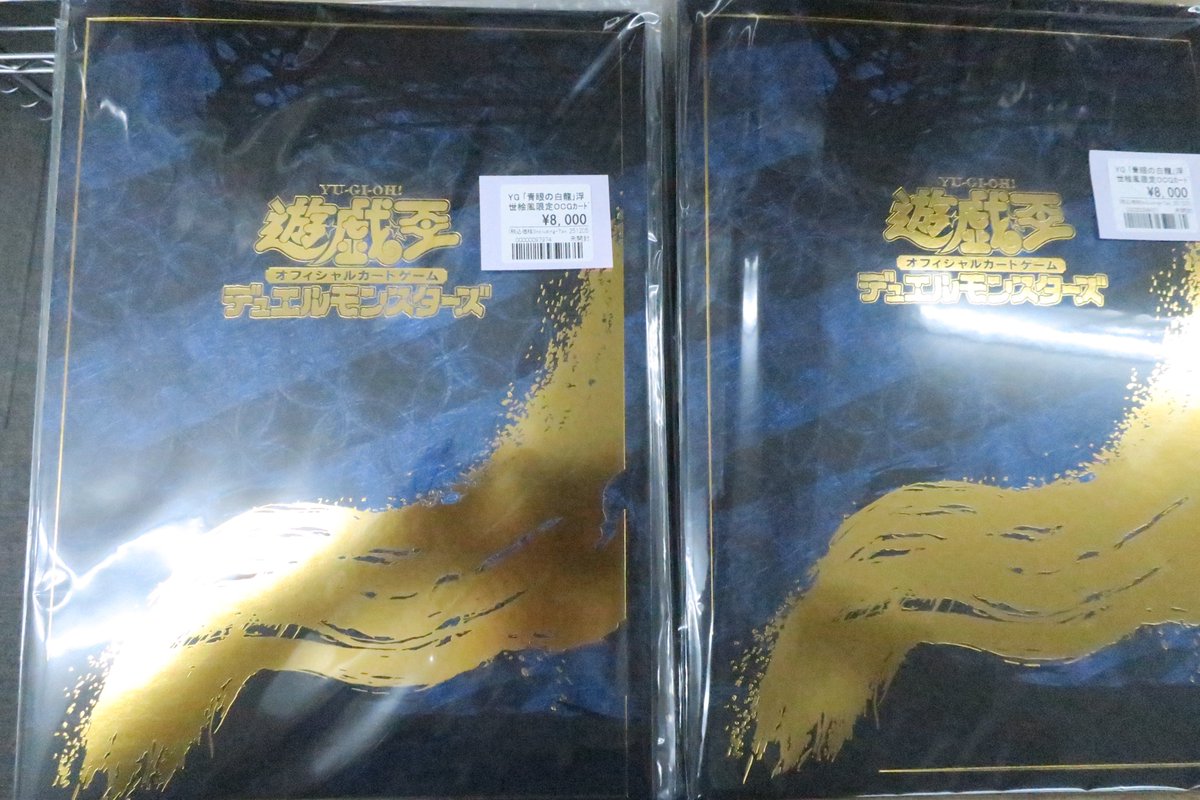 YU-GI-OH!
遊戯王
オフィシャルカードゲーム
デュエルモンスターズ
YG「青眼の白龍」浮
世絵風限定OCGカード
¥8,000
未開封
YU-GI-OH!
遊戯王
オフィシャルカードゲーム
デュエルモンスターズ
YG「青眼の白龍」浮
世絵風限定OCGカード
¥8,000